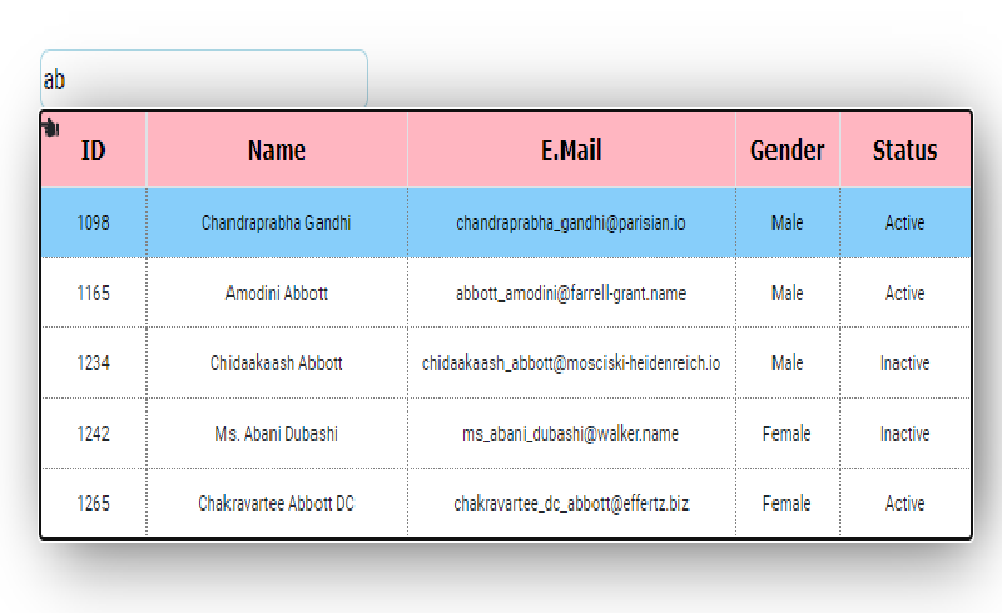 ab
ID Name E.Mail Gender Status
1098 Chandraprabha Gandhi chandraprabha_gandhi@parisian.io Male Active
1165 Amodini Abbott abbott_amodini@farrell-grant.name Male Active
1234 Chidaakaash Abbott chidaakaash_abbott@mosciski-heidenreich.io Male Inactive
1242 Ms. Abani Dubashi ms_abani_dubashi@walker.name Female Inactive
1265 Chakravartee Abbott DC chakravartee_dc_abbott@effertz.biz Female Active